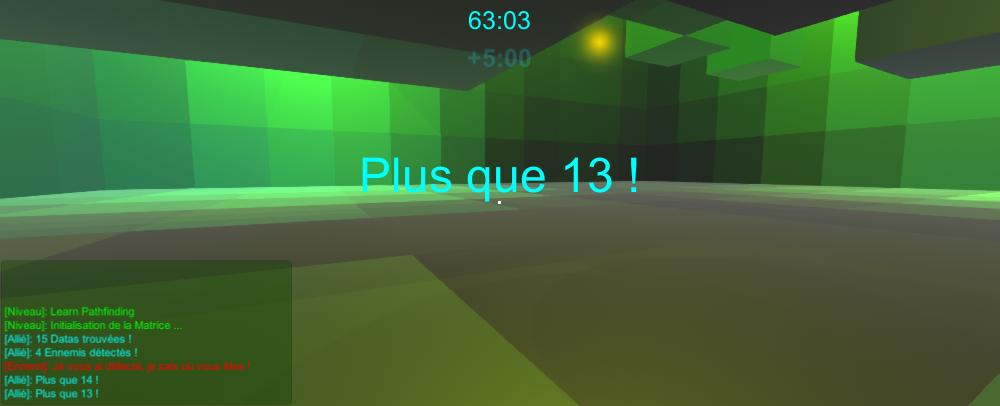 63:03
+5:00
Plus que 13 !
[Niveau]: Learn Pathfinding
[Niveau]: Initialisation de la Matrice ...
[Allié]: 15 Datas trouvées !
[Allié]: 4 Ennemis détectés !
[Ennemi]: Je vous ai détecté, je sais où vous êtes !
[Allié]: Plus que 14 !
[Allié]: Plus que 13 !